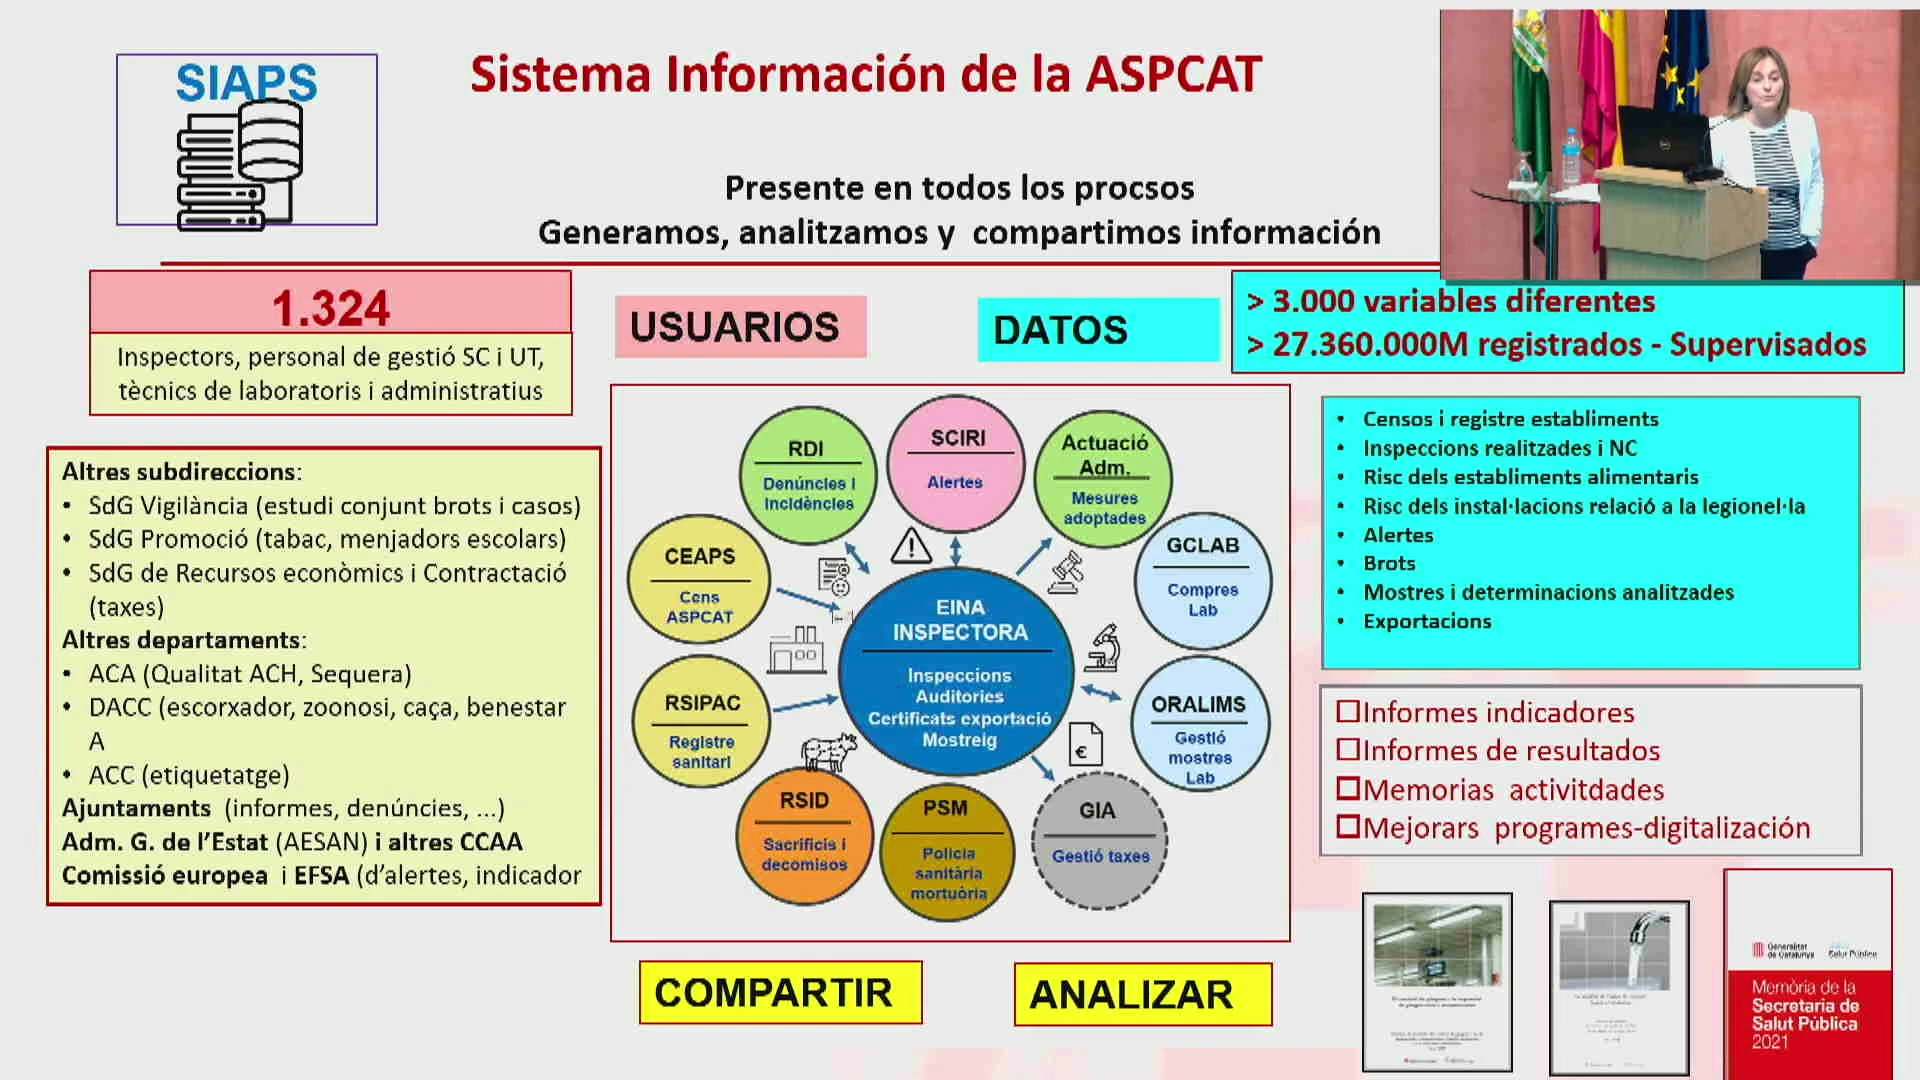 SIAPS
Sistema Información de la ASPCAT
Presente en todos los procsos
Generamos, analitzamos y compartimos información
1.324
Inspectors, personal de gestió SC i UT,
tècnics de laboratoris i administratius
USUARIOS
DATOS
> 3.000 variables diferentes
> 27.360.000M registrados - Supervisados
Altres subdireccions:
• SdG Vigilància (estudi conjunt brots i casos)
• SdG Promoció (tabac, menjadors escolars)
• SdG de Recursos econòmics i Contractació
(taxes)
Altres departaments:
• ACA (Qualitat ACH, Sequera)
• DACC (escorxador, zoonosi, caça, benestar
A
• ACC (etiquetatge)
Ajuntaments (informes, denúncies, ...)
Adm. G. de l'Estat (AESAN) i altres CCAA
Comissió europea i EFSA (d'alertes, indicador
RDI
Denúncies i
incidències
SCIRI
Alertes
Actuació
Adm.
Mesures
adoptades
CEAPS
Cens
ASPCAT
GCLAB
Compres
Lab
EINA
INSPECTORA
Inspeccions
Auditories
Certificats exportació
Mostreig
RSIPAC
Registre
sanitari
ORALIMS
Gestió
mostres
Lab
€
RSID
Sacrificis i
decomisos
PSM
Policia
sanitària
mortuòria
GIA
Gestió taxes
• Censos i registre establiments
• Inspeccions realitzades i NC
• Risc dels establiments alimentaris
• Risc dels instal·lacions relació a la legionel·la
• Alertes
• Brots
• Mostres i determinacions analitzades
• Exportacions
☐Informes indicadores
☐Informes de resultados
☐Memorias activitdades
☐Mejorars programes-digitalización
COMPARTIR
ANALIZAR
Generalitat
de Catalunya
Salut Pública
Memòria de la
Secretaria de
Salut Pública
2021